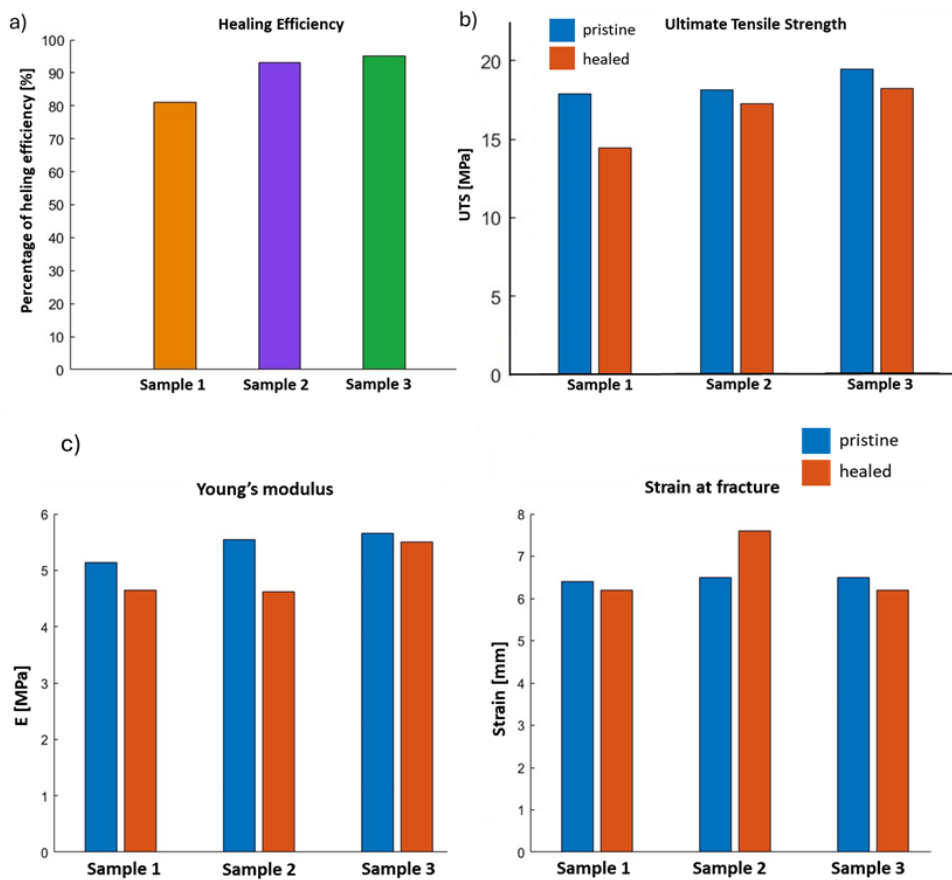 a)
Healing Efficiency
Percentage of heling efficiency [%]
100
90
80
70
60
50
40
30
20
10
0
Sample 1
Sample 2
Sample 3
b)
pristine
healed
Ultimate Tensile Strength
UTS [MPa]
20
15
10
5
0
Sample 1
Sample 2
Sample 3
c)
Young's modulus
E [MPa]
6
5
4
3
2
1
0
Sample 1
Sample 2
Sample 3
pristine
healed
Strain at fracture
Strain [mm]
8
7
6
5
4
3
2
1
0
Sample 1
Sample 2
Sample 3